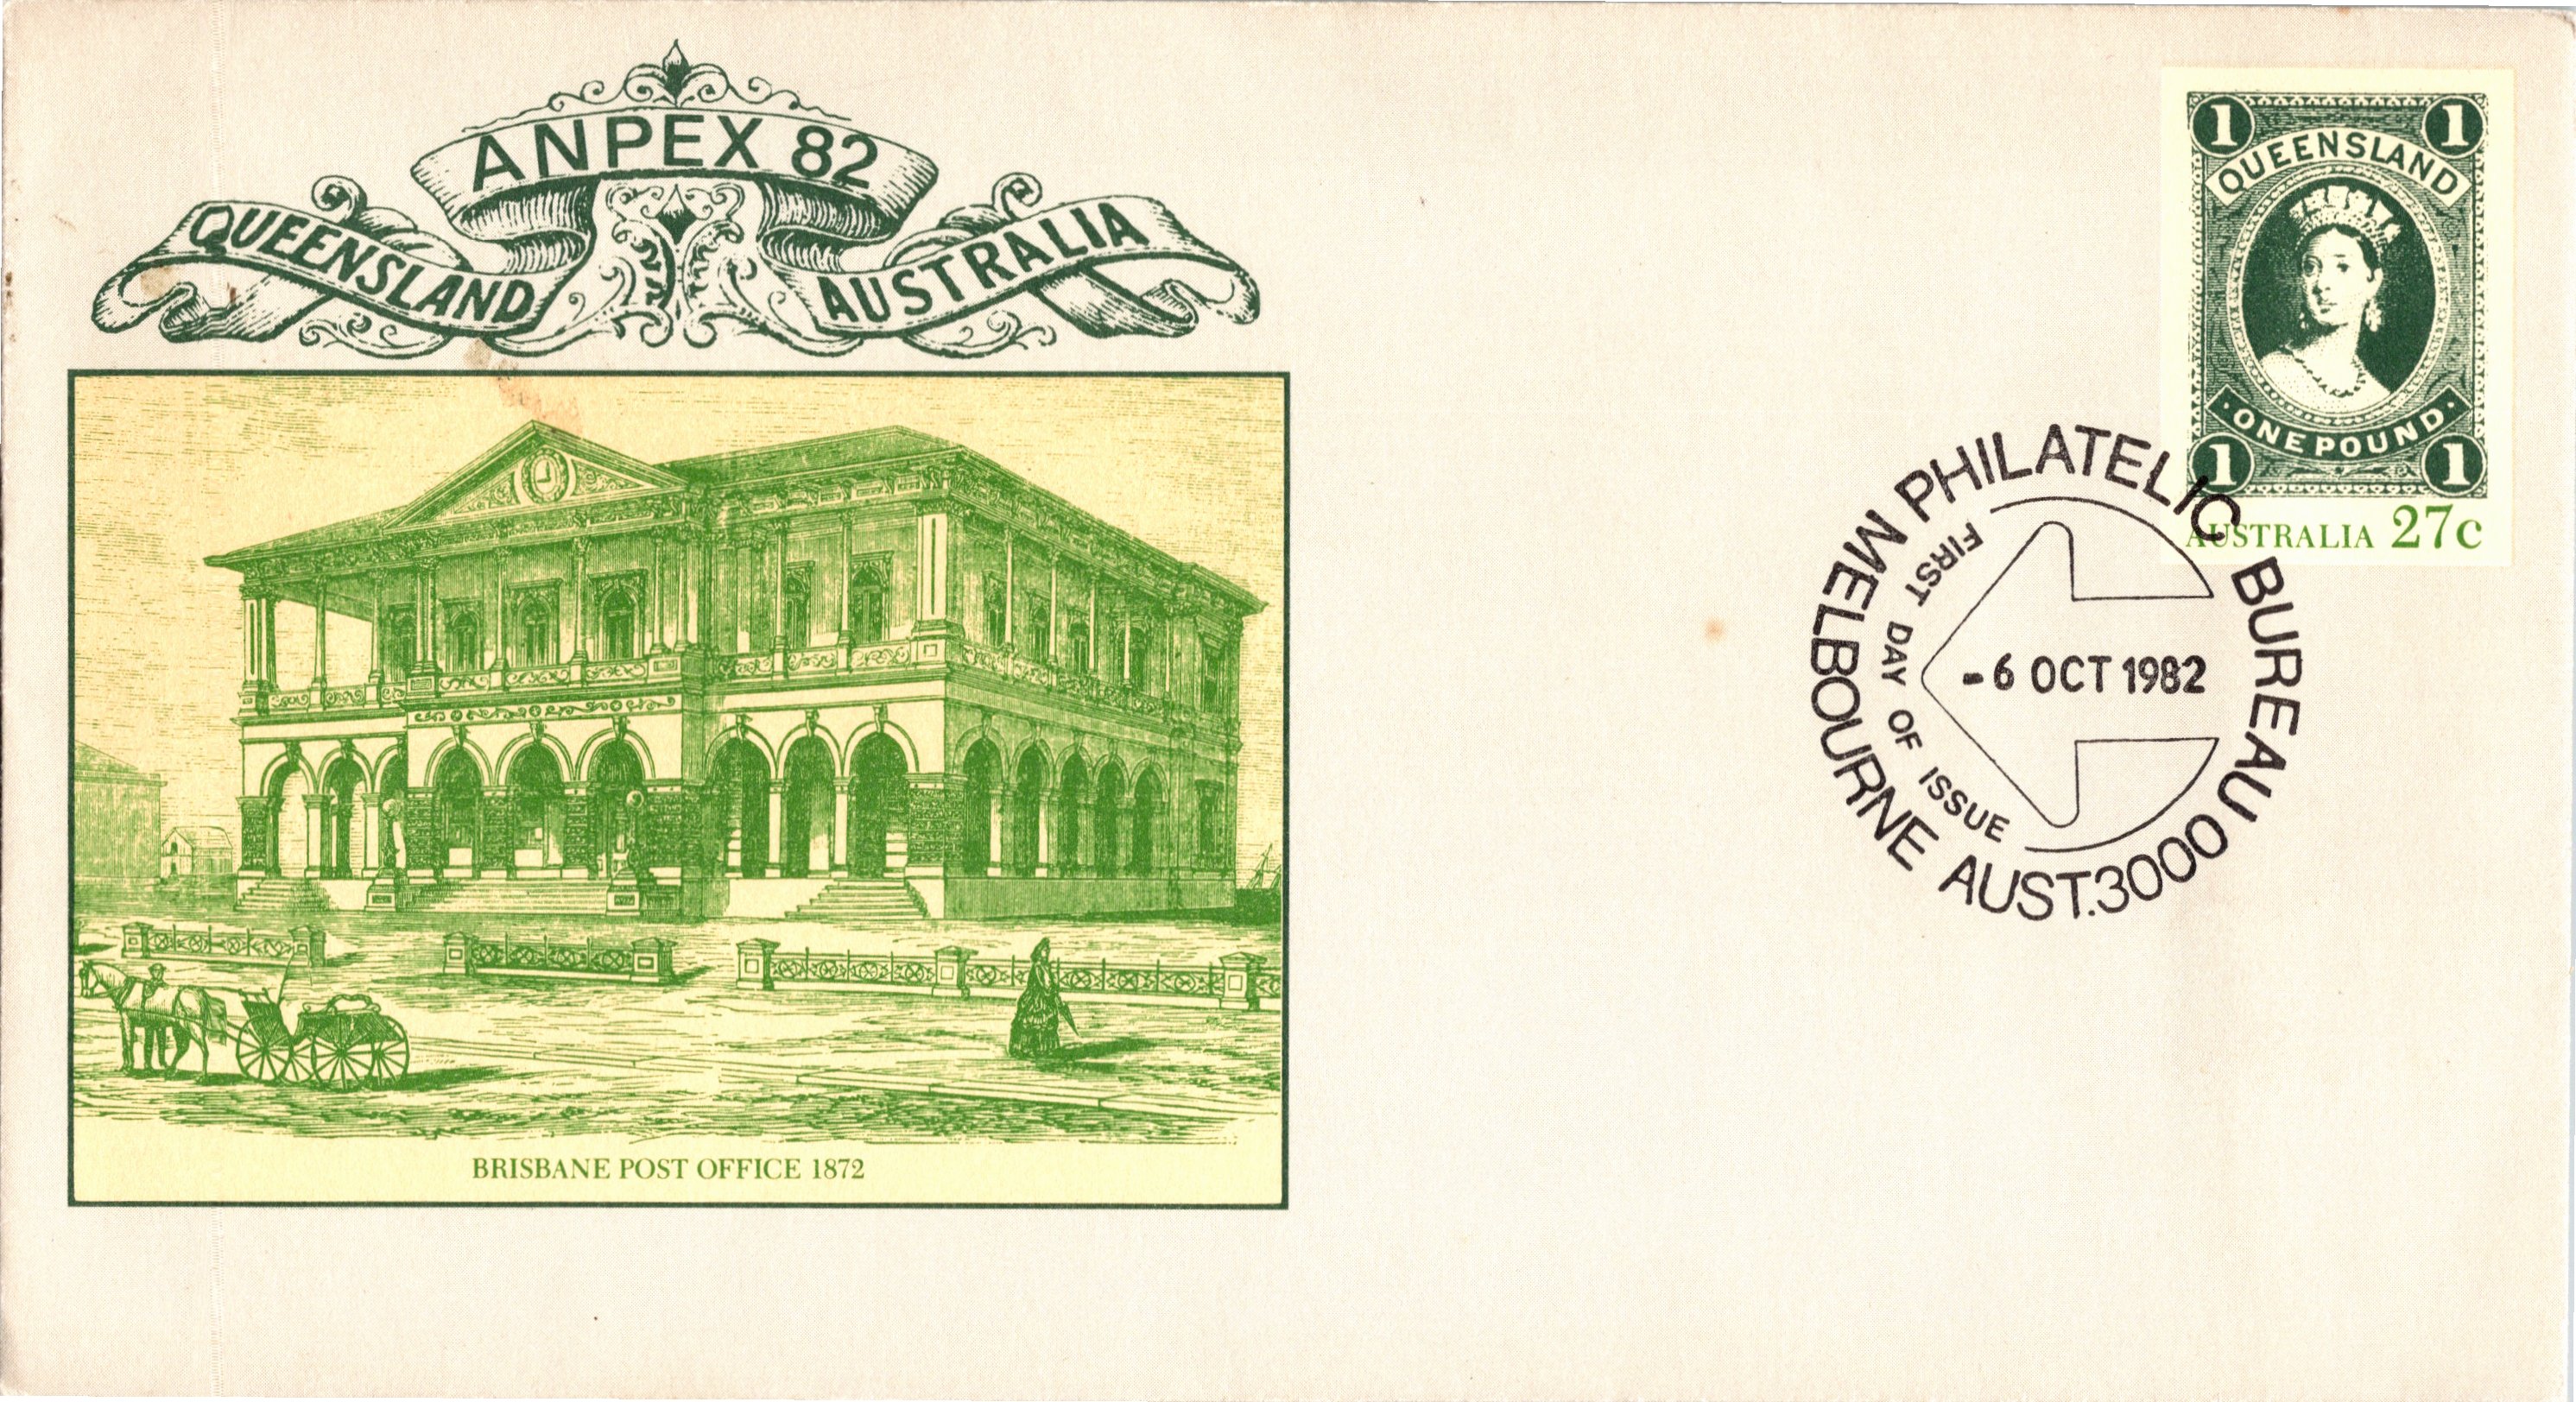 ANPEX 82
QUEENSLAND AUSTRALIA
BRISBANE POST OFFICE 1872
1 1
QUEENSLAND
ONE POUND
1 1
AUSTRALIA 27c
MELBOURNE PHILATELIC BUREAU AUST. 3000
FIRST DAY OF ISSUE
- 6 OCT 1982